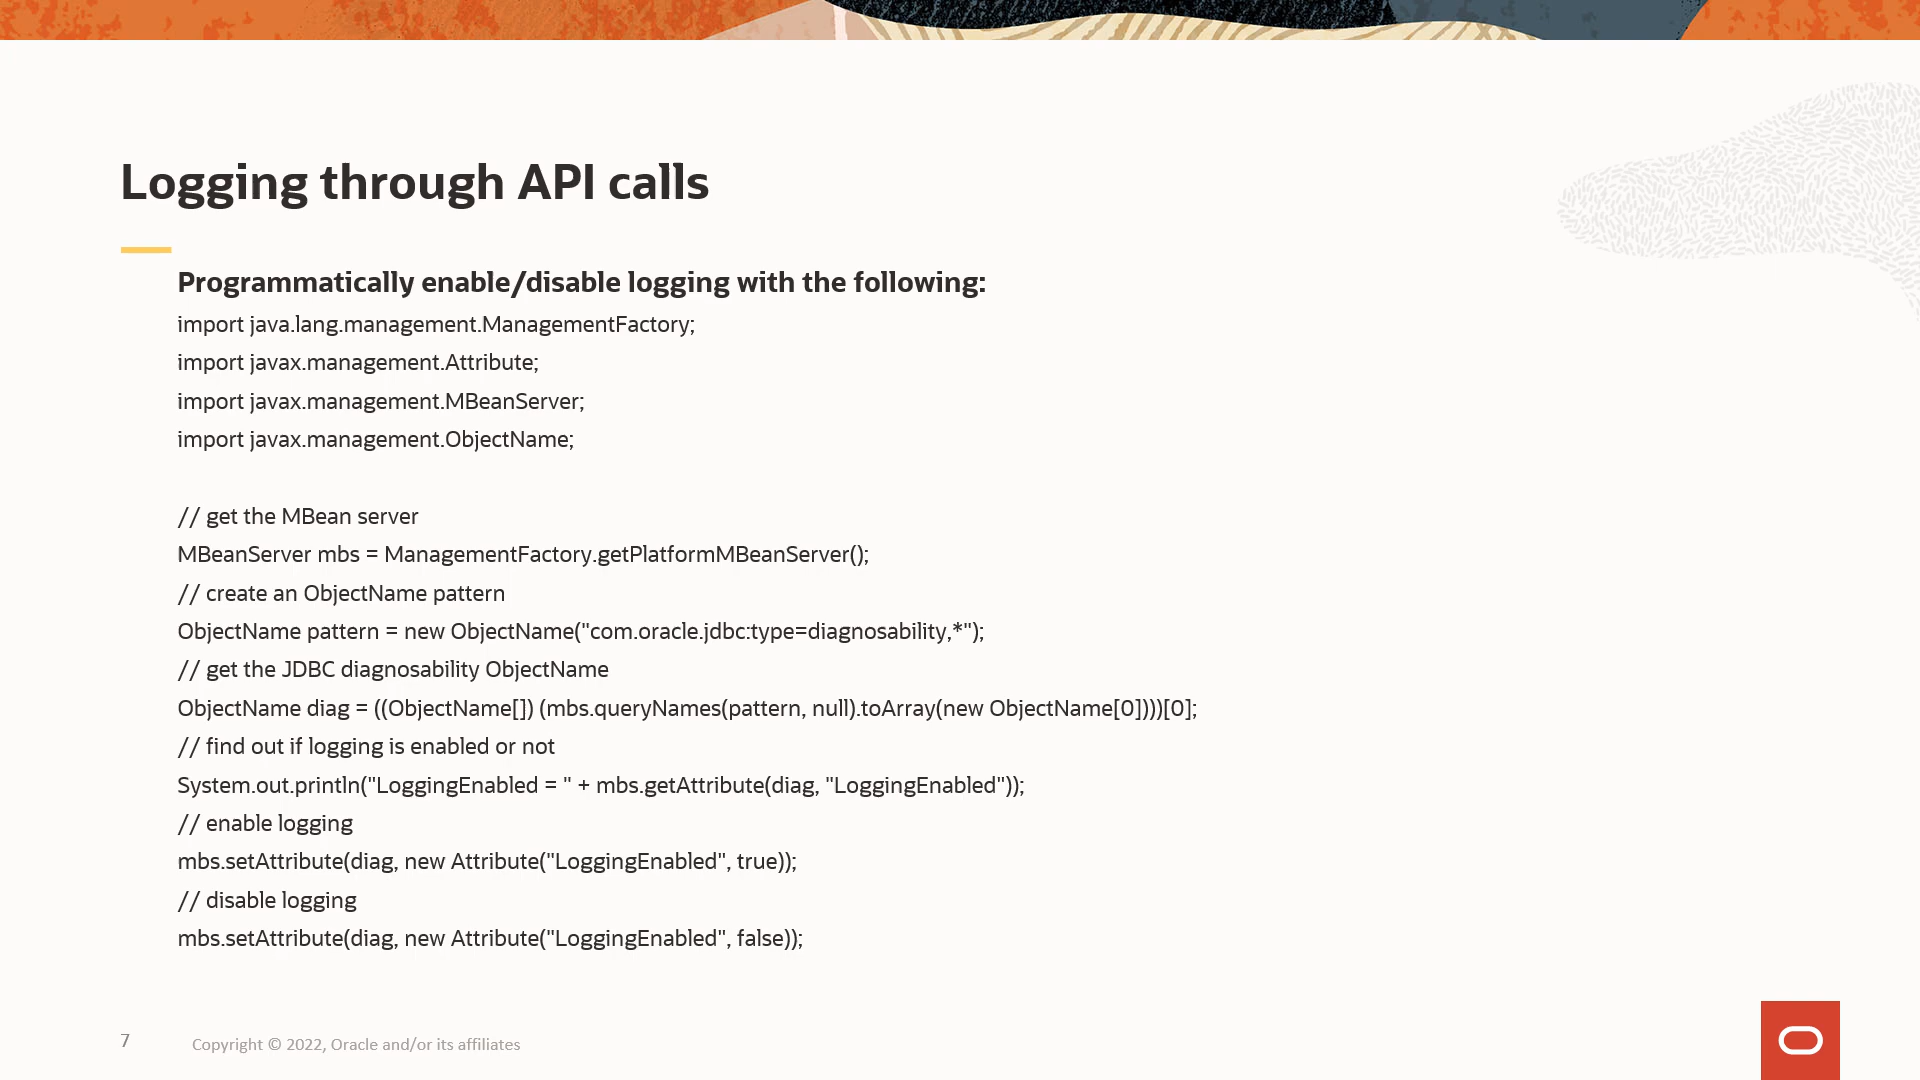 Logging through API calls
Programmatically enable/disable logging with the following:
import java.lang.management.ManagementFactory;
import javax.management.Attribute;
import javax.management.MBeanServer;
import javax.management.ObjectName;
// get the MBean server
MBeanServer mbs = ManagementFactory.getPlatformMBeanServer();
// create an ObjectName pattern
ObjectName pattern = new ObjectName("com.oracle.jdbc:type=diagnosability,*");
// get the JDBC diagnosability ObjectName
ObjectName diag = ((ObjectName[]) (mbs.queryNames(pattern, null).toArray(new ObjectName[0])))[0];
// find out if logging is enabled or not
System.out.println("LoggingEnabled = " + mbs.getAttribute(diag, "LoggingEnabled"));
// enable logging
mbs.setAttribute(diag, new Attribute("LoggingEnabled", true));
// disable logging
mbs.setAttribute(diag, new Attribute("LoggingEnabled", false));
7
Copyright © 2022, Oracle and/or its affiliates